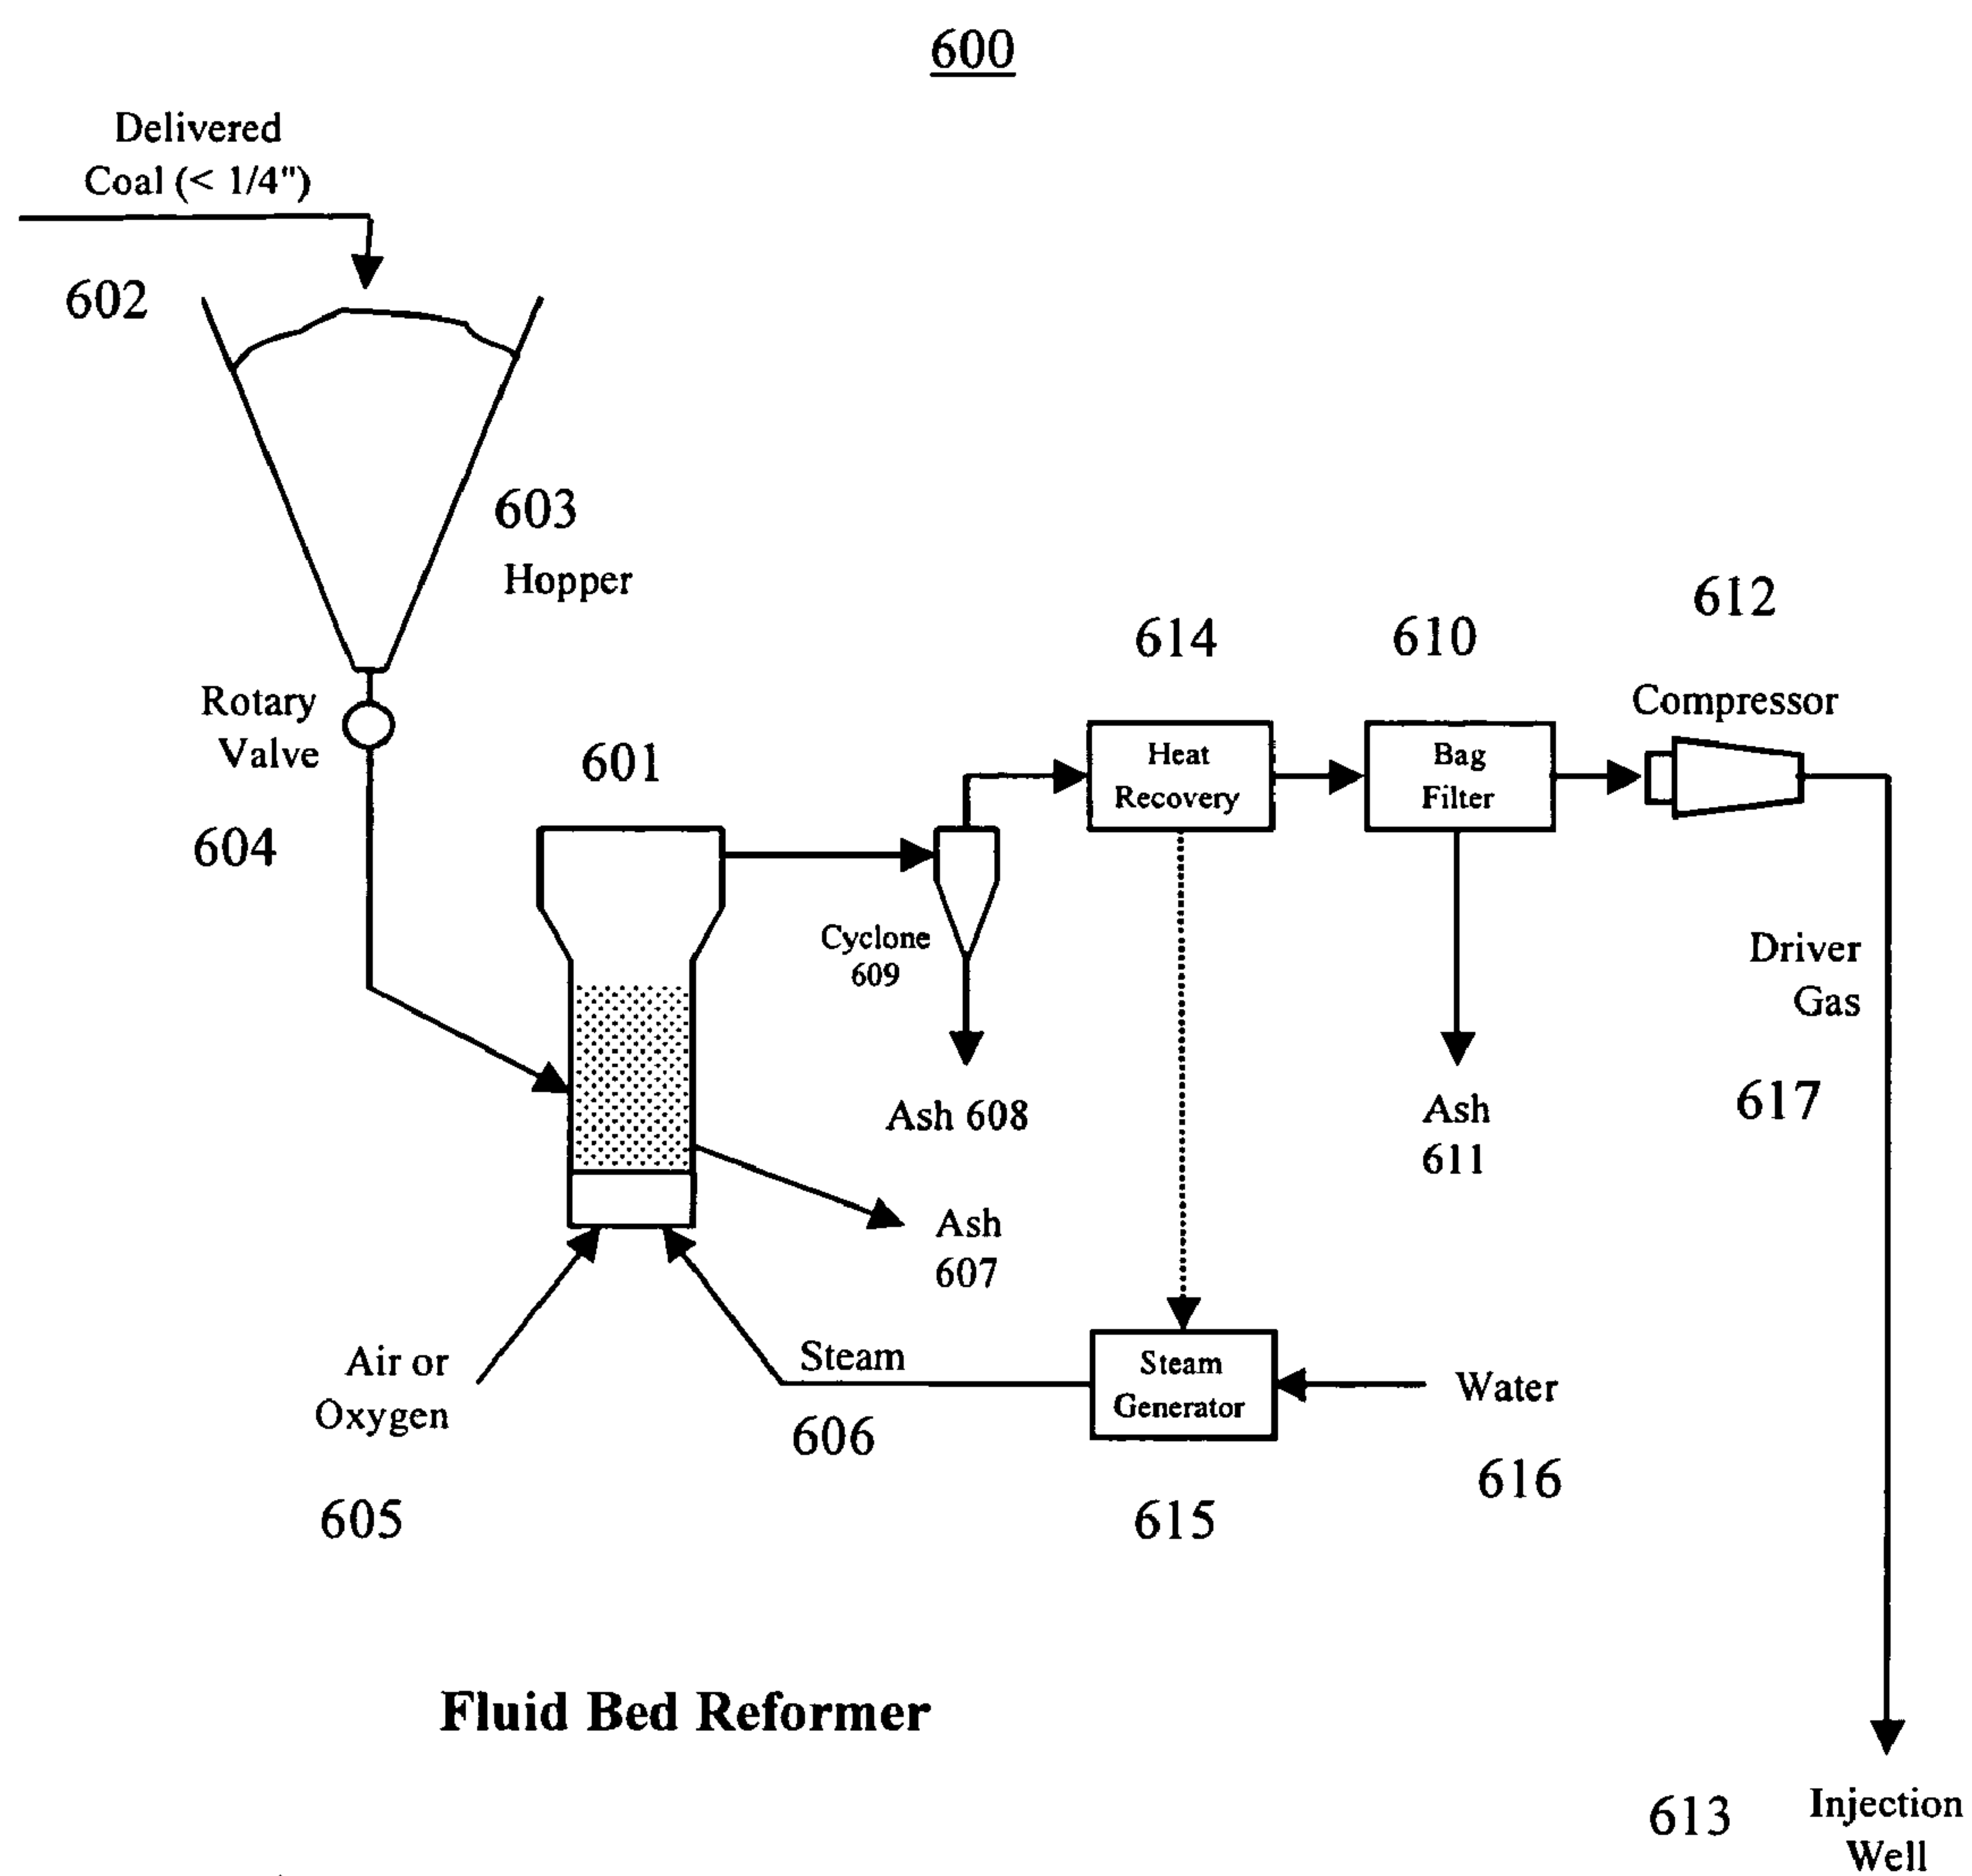 600
Delivered
Coal (< 1/4")
602
603
Hopper
Rotary
Valve
604
601
Cyclone
609
614
Heat
Recovery
610
Bag
Filter
612
Compressor
Driver
Gas
617
Ash 608
Ash
611
Ash
607
Air or
Oxygen
605
Steam
606
Steam
Generator
615
Water
616
Fluid Bed Reformer
613
Injection
Well